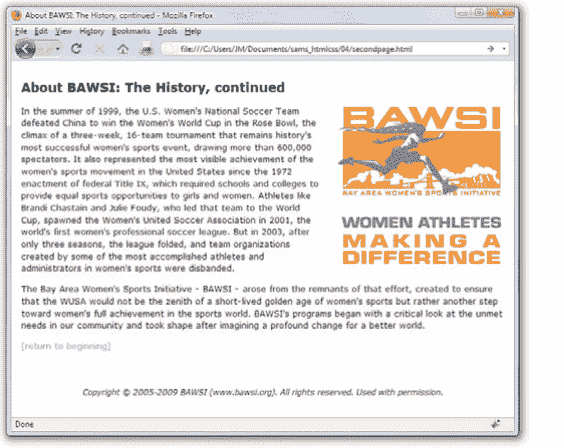 About BAWSI: The History, continued - Mozilla Firefox
File Edit View History Bookmarks Tools Help
file:///C:/Users/JM/Documents/sams_htmlcss/04/secondpage.html
About BAWSI: The History, continued
In the summer of 1999, the U.S. Women's National Soccer Team
defeated China to win the Women's World Cup in the Rose Bowl, the
climax of a three-week, 16-team tournament that remains history's
most successful women's sports event, drawing more than 600,000
spectators. It also represented the most visible achievement of the
women's sports movement in the United States since the 1972
enactment of federal Title IX, which required schools and colleges to
provide equal sports opportunities to girls and women. Athletes like
Brandi Chastain and Julie Foudy, who led that team to the World
Cup, spawned the Women's United Soccer Association in 2001, the
world's first women's professional soccer league. But in 2003, after
only three seasons, the league folded, and team organizations
created by some of the most accomplished athletes and
administrators in women's sports were disbanded.
BAWSI
BAY AREA WOMEN'S SPORTS INITIATIVE
WOMEN ATHLETES
MAKING A
DIFFERENCE
The Bay Area Women's Sports Initiative - BAWSI - arose from the remnants of that effort, created to ensure
that the WUSA would not be the zenith of a short-lived golden age of women's sports but rather another step
toward women's full achievement in the sports world. BAWSI's programs began with a critical look at the unmet
needs in our community and took shape after imagining a profound change for a better world.
[return to beginning]
Copyright © 2005-2009 BAWSI (www.bawsi.org). All rights reserved. Used with permission.
Done